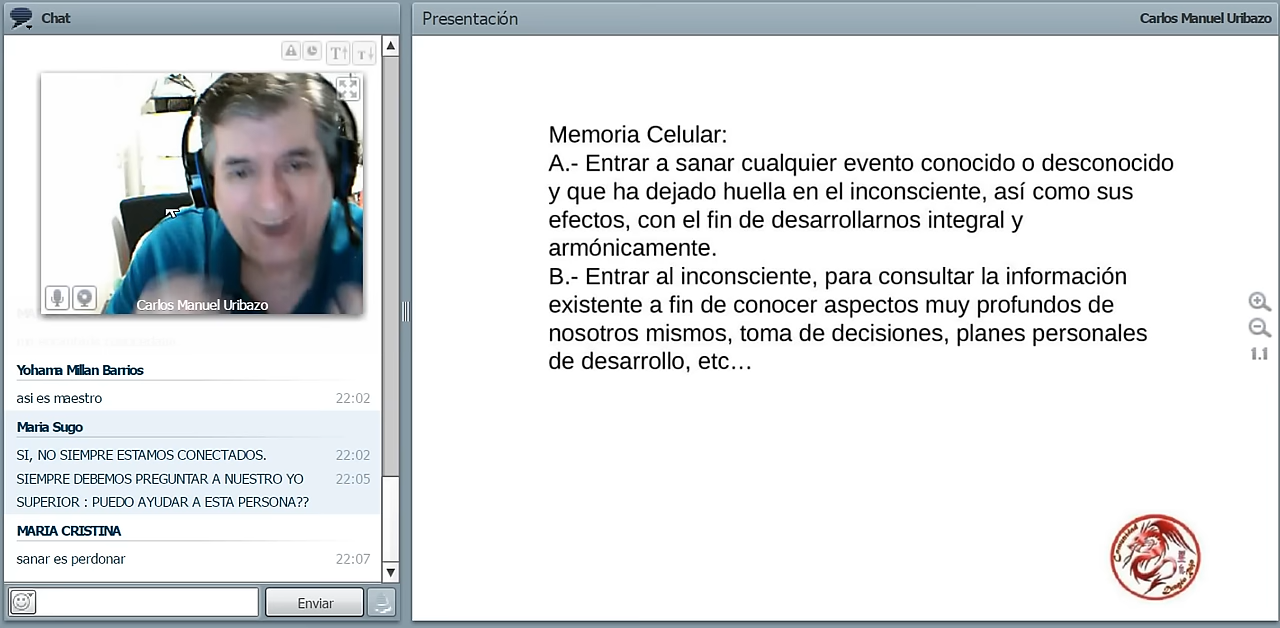 Chat
Carlos Manuel Uribazo
Yohama Millan Barrios
asi es maestro 22:02
Maria Sugo
SI, NO SIEMPRE ESTAMOS CONECTADOS. 22:02
SIEMPRE DEBEMOS PREGUNTAR A NUESTRO YO 22:05
SUPERIOR : PUEDO AYUDAR A ESTA PERSONA??
MARIA CRISTINA
sanar es perdonar 22:07
Enviar
Presentación
Carlos Manuel Uribazo
Memoria Celular:
A.- Entrar a sanar cualquier evento conocido o desconocido
y que ha dejado huella en el inconsciente, así como sus
efectos, con el fin de desarrollarnos integral y
armónicamente.
B.- Entrar al inconsciente, para consultar la información
existente a fin de conocer aspectos muy profundos de
nosotros mismos, toma de decisiones, planes personales
de desarrollo, etc…
1.1